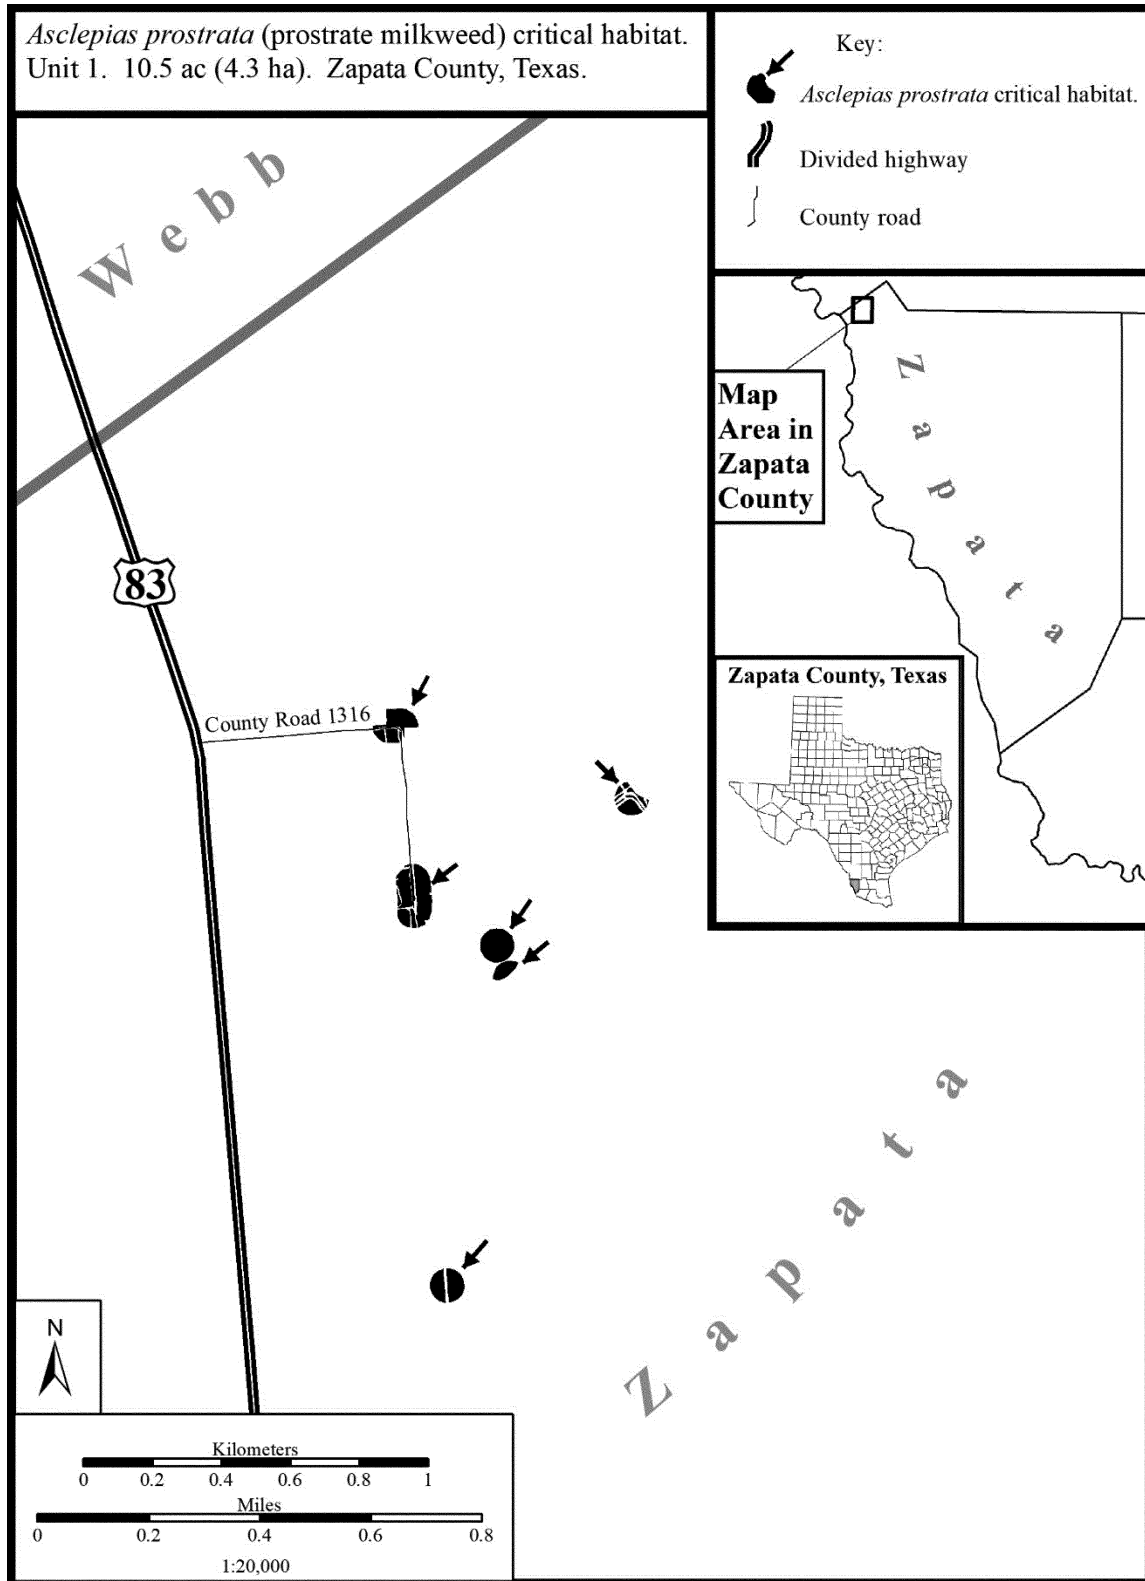 Asclepias prostrata (prostrate milkweed) critical habitat.
Unit 1.  10.5 ac (4.3 ha).  Zapata County, Texas.
Key:
Asclepias prostrata critical habitat.
Divided highway
County road
Webb
83
County Road 1316
Zapata
Map
Area in
Zapata
County
Zapata
Zapata County, Texas
N
Kilometers
0 0.2 0.4 0.6 0.8 1
Miles
0 0.2 0.4 0.6 0.8
1:20,000